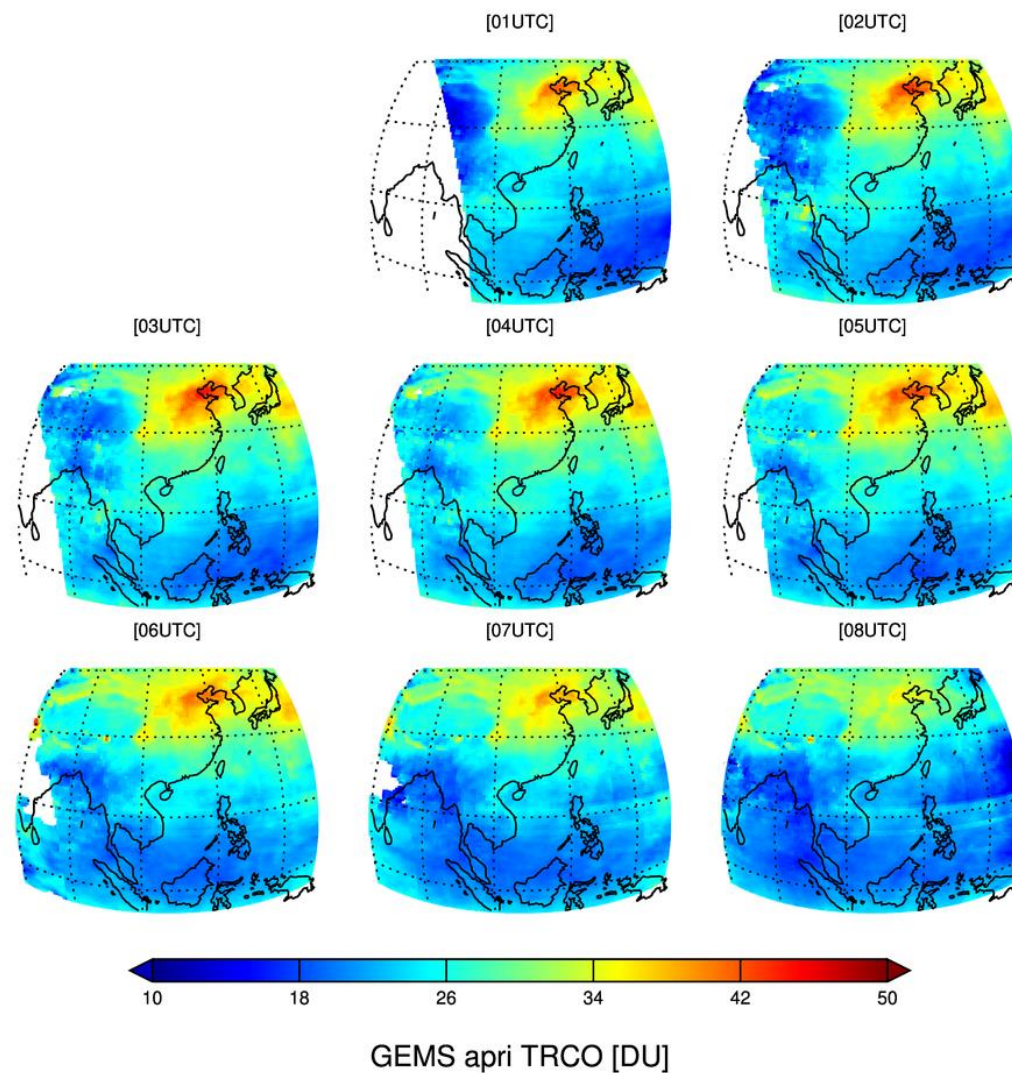 [01UTC] [02UTC]
[03UTC] [04UTC] [05UTC]
[06UTC] [07UTC] [08UTC]
10 18 26 34 42 50
GEMS apri TRCO [DU]